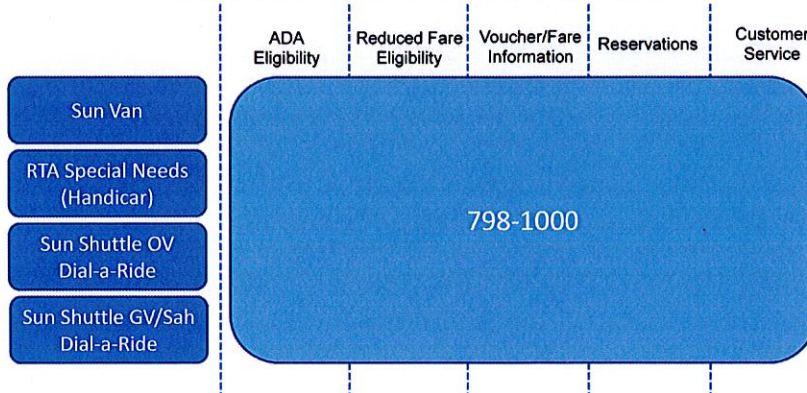 ADA
Eligibility
Reduced Fare
Eligibility
Voucher/Fare
Information
Reservations
Customer
Service
Sun Van
RTA Special Needs
(Handicar)
Sun Shuttle OV
Dial-a-Ride
Sun Shuttle GV/Sah
Dial-a-Ride
798-1000